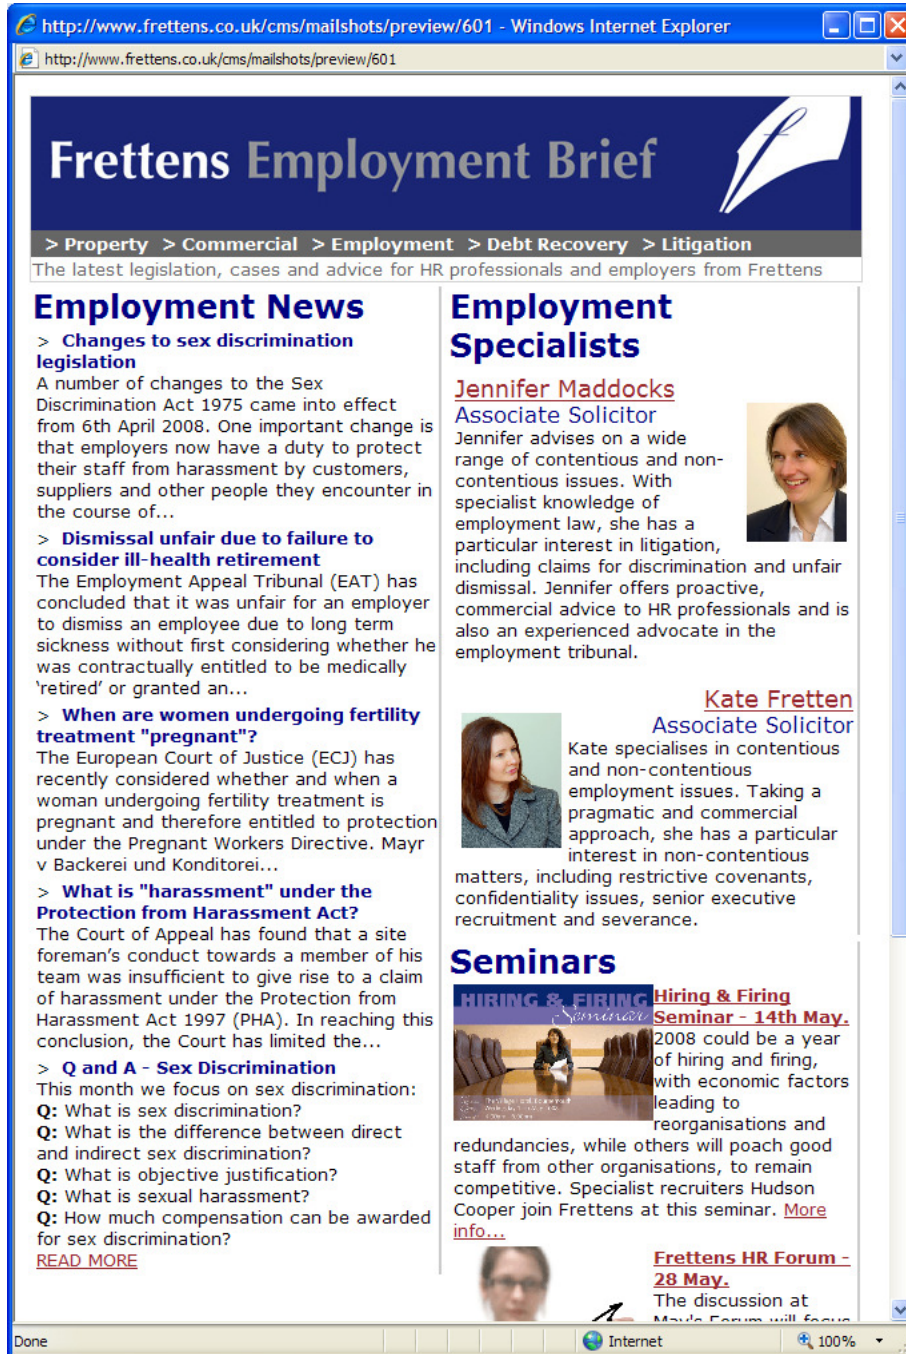 http://www.frettens.co.uk/cms/mailshots/preview/601 - Windows Internet Explorer
http://www.frettens.co.uk/cms/mailshots/preview/601
Frettens Employment Brief
> Property > Commercial > Employment > Debt Recovery > Litigation
The latest legislation, cases and advice for HR professionals and employers from Frettens
Employment News
> Changes to sex discrimination
legislation
A number of changes to the Sex
Discrimination Act 1975 came into effect
from 6th April 2008. One important change is
that employers now have a duty to protect
their staff from harassment by customers,
suppliers and other people they encounter in
the course of...
> Dismissal unfair due to failure to
consider ill-health retirement
The Employment Appeal Tribunal (EAT) has
concluded that it was unfair for an employer
to dismiss an employee due to long term
sickness without first considering whether he
was contractually entitled to be medically
‘retired’ or granted an...
> When are women undergoing fertility
treatment "pregnant"?
The European Court of Justice (ECJ) has
recently considered whether and when a
woman undergoing fertility treatment is
pregnant and therefore entitled to protection
under the Pregnant Workers Directive. Mayr
v Backerei und Konditorei...
> What is "harassment" under the
Protection from Harassment Act?
The Court of Appeal has found that a site
foreman’s conduct towards a member of his
team was insufficient to give rise to a claim
of harassment under the Protection from
Harassment Act 1997 (PHA). In reaching this
conclusion, the Court has limited the...
> Q and A - Sex Discrimination
This month we focus on sex discrimination:
Q: What is sex discrimination?
Q: What is the difference between direct
and indirect sex discrimination?
Q: What is objective justification?
Q: What is sexual harassment?
Q: How much compensation can be awarded
for sex discrimination?
READ MORE
Employment
Specialists
Jennifer Maddocks
Associate Solicitor
Jennifer advises on a wide
range of contentious and non-
contentious issues. With
specialist knowledge of
employment law, she has a
particular interest in litigation,
including claims for discrimination and unfair
dismissal. Jennifer offers proactive,
commercial advice to HR professionals and is
also an experienced advocate in the
employment tribunal.
Kate Fretten
Associate Solicitor
Kate specialises in contentious
and non-contentious
employment issues. Taking a
pragmatic and commercial
approach, she has a particular
interest in non-contentious
matters, including restrictive covenants,
confidentiality issues, senior executive
recruitment and severance.
Seminars
HIRING & FIRING
Seminar
Hiring & Firing
Seminar - 14th May.
2008 could be a year
of hiring and firing,
with economic factors
leading to
reorganisations and
redundancies, while others will poach good
staff from other organisations, to remain
competitive. Specialist recruiters Hudson
Cooper join Frettens at this seminar. More
info...
Frettens HR Forum -
28 May.
The discussion at
May's Forum will focus
Done
Internet
100%